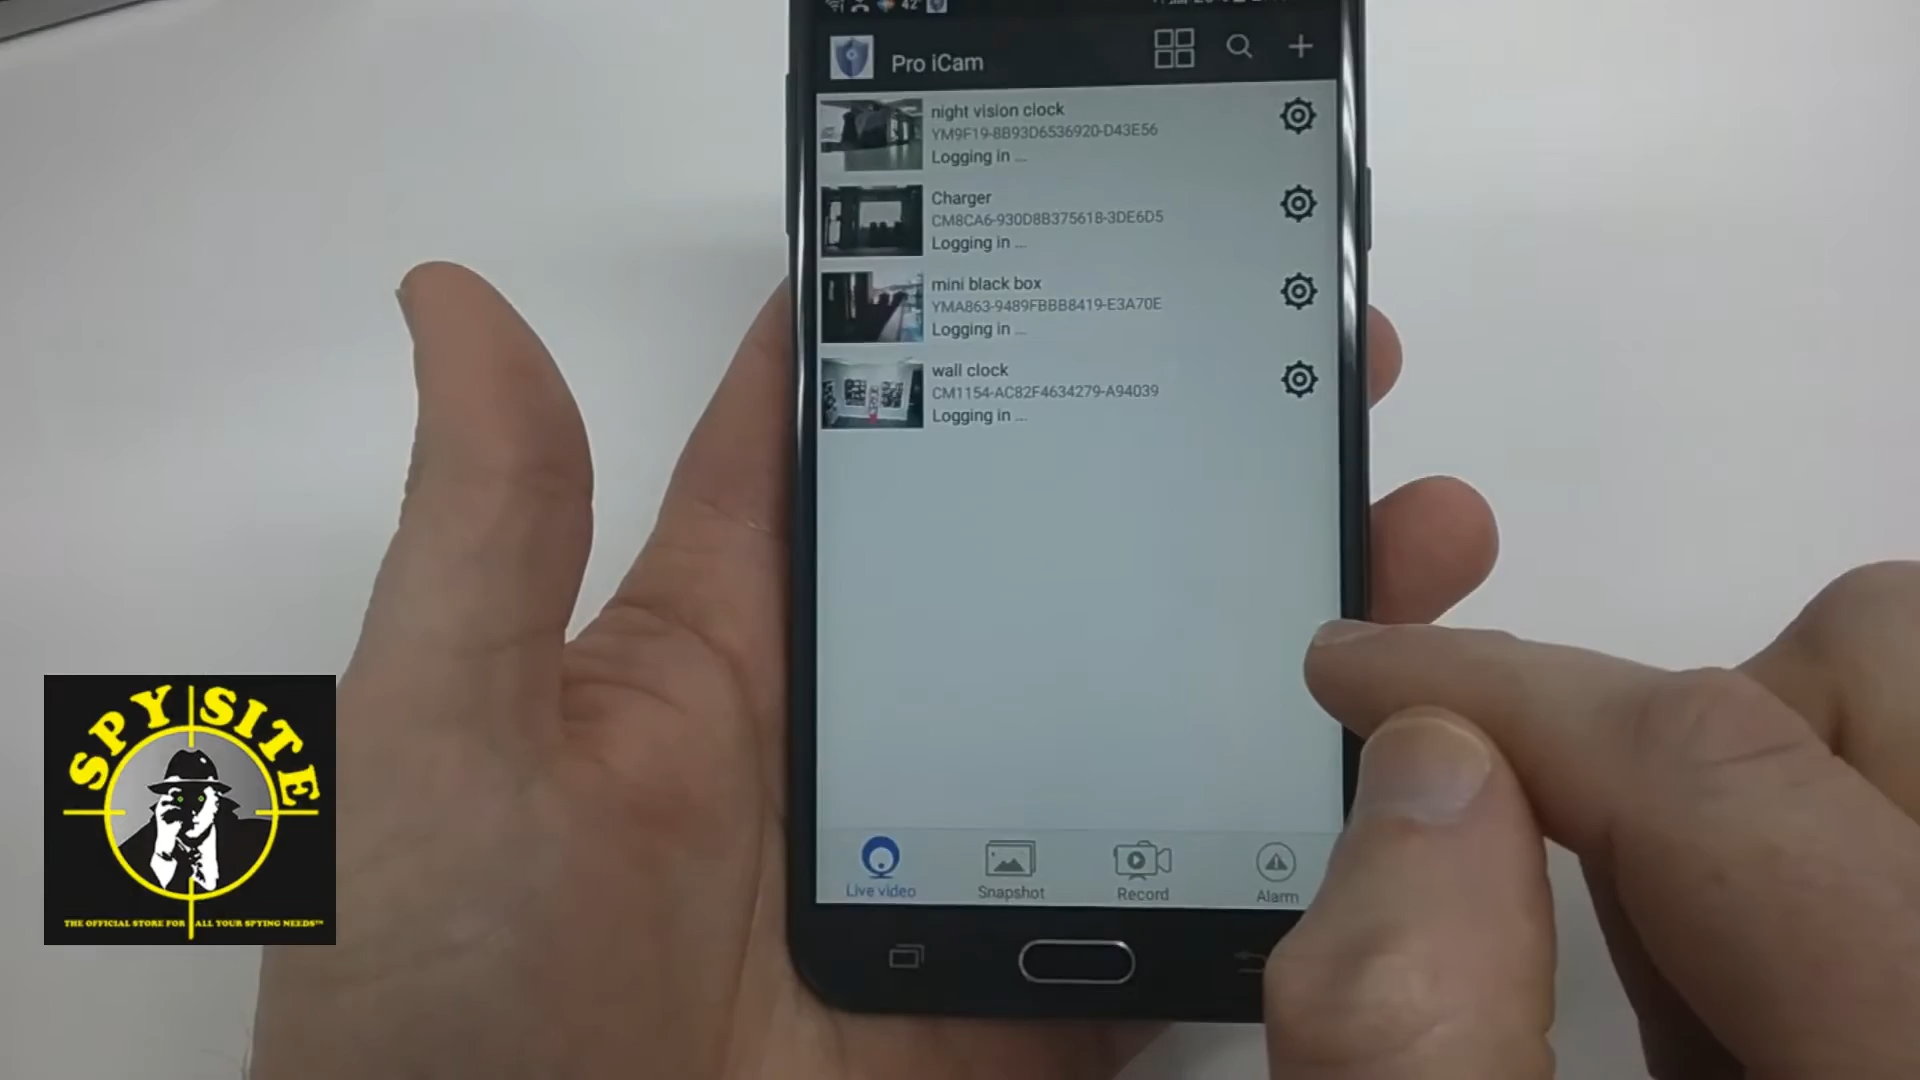 42°
Pro iCam
night vision clock
YM9F19-8B93D6536920-D43E56
Logging in ...
Charger
CM8CA6-930D8B375618-3DE6D5
Logging in ...
mini black box
YMA863-9489FBBB8419-E3A70E
Logging in ...
wall clock
CM1154-AC82F4634279-A94039
Logging in ...
Live video
Snapshot
Record
Alarm
SPY SITE
THE OFFICIAL STORE FOR ALL YOUR SPYING NEEDS™